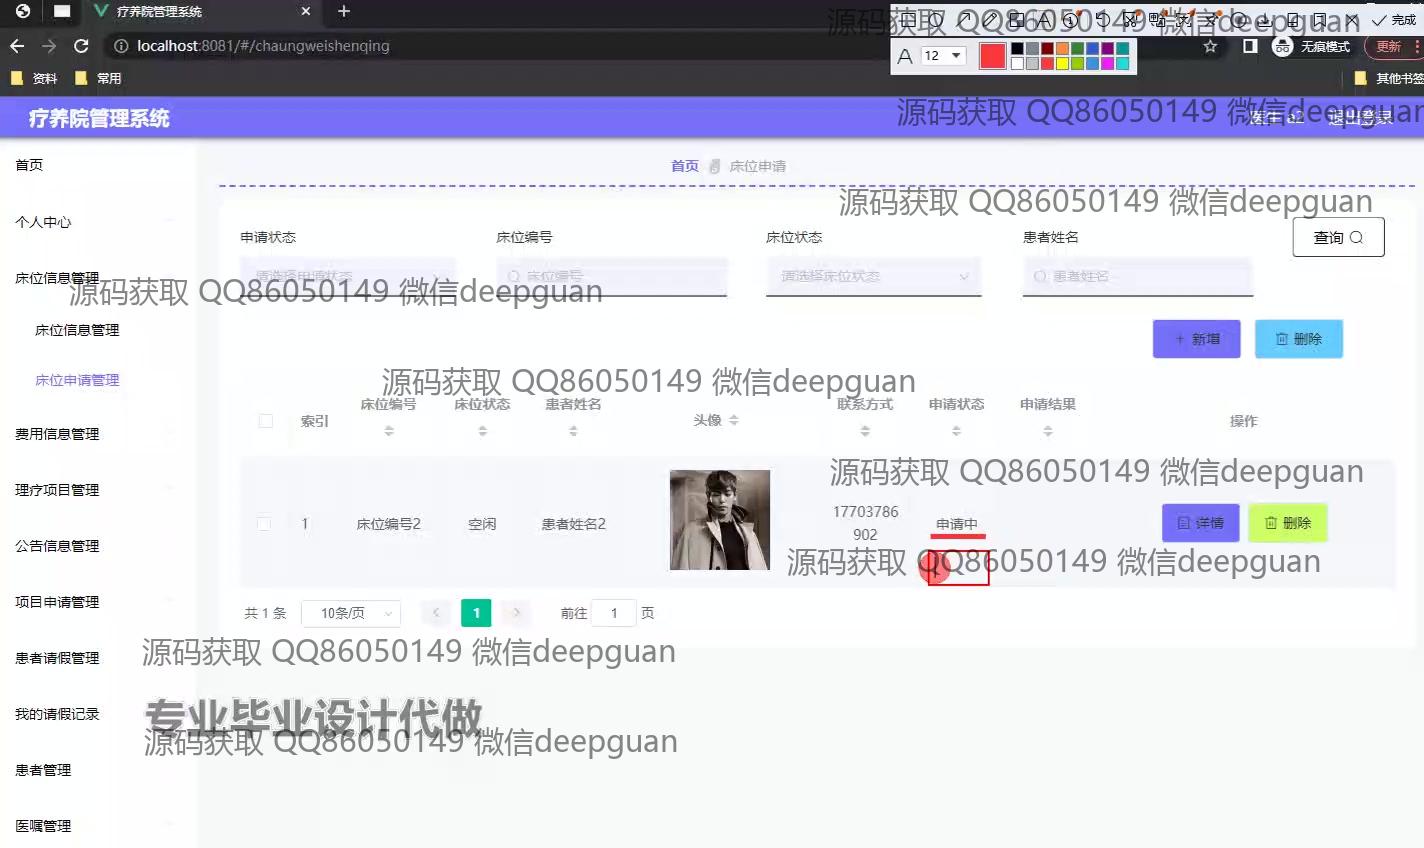 疗养院管理系统
完成
localhost:8081/#/chaungweishenqing
A 12
无痕模式
更新
资料
常用
其他书签
疗养院管理系统
退出登录
首页 床位申请
首页
个人中心
床位信息管理
床位信息管理
床位申请管理
费用信息管理
理疗项目管理
公告信息管理
项目申请管理
患者请假管理
我的请假记录
患者管理
医嘱管理
申请状态 床位编号 床位状态 患者姓名
查询
请选择申请状态 床位编号 请选择床位状态 患者姓名
新增 删除
索引 床位编号 床位状态 患者姓名 头像 联系方式 申请状态 申请结果 操作
1 床位编号2 空闲 患者姓名2 17703786902 申请中 详情 删除
共 1 条 10条/页 1 前往 1 页
源码获取 QQ86050149 微信deepguan
源码获取 QQ86050149 微信deepguan
源码获取 QQ86050149 微信deepguan
源码获取 QQ86050149 微信deepguan
源码获取 QQ86050149 微信deepguan
源码获取 QQ86050149 微信deepguan
源码获取 QQ86050149 微信deepguan
源码获取 QQ86050149 微信deepguan
专业毕业设计代做
源码获取 QQ86050149 微信deepguan